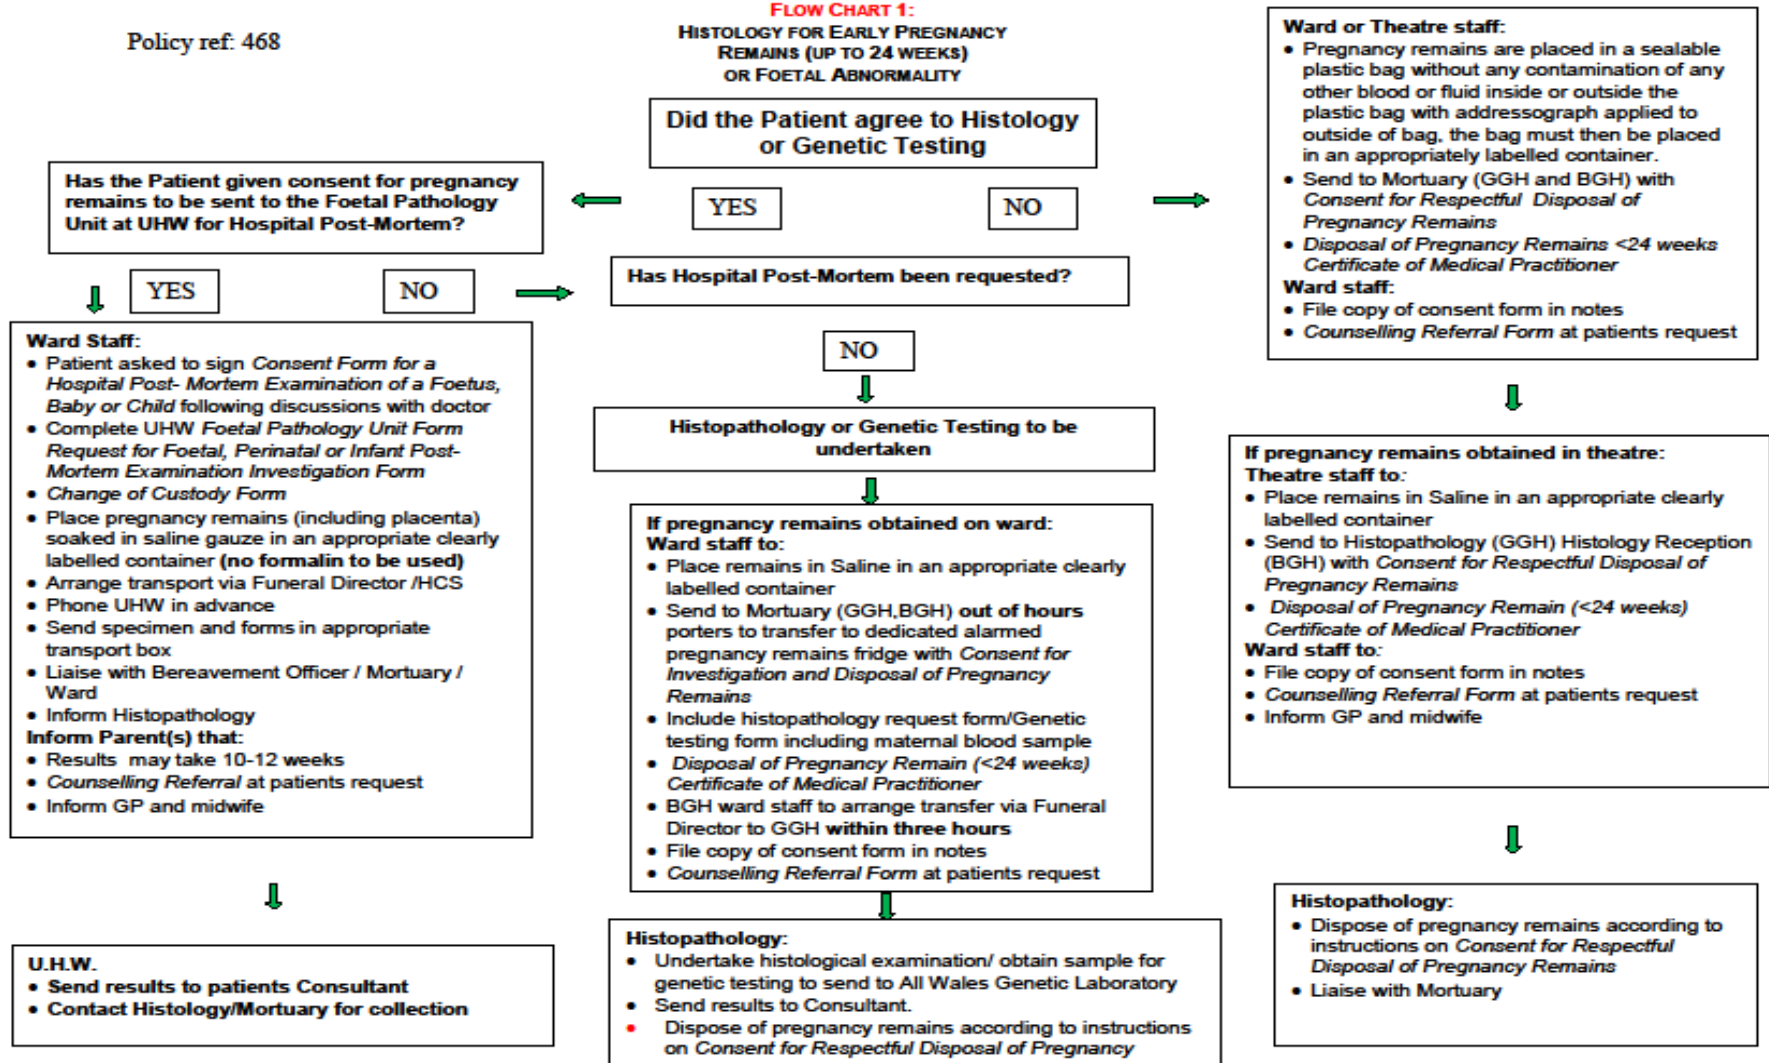 Policy ref: 468
FLOW CHART 1:
HISTOLOGY FOR EARLY PREGNANCY
REMAINS (UP TO 24 WEEKS)
OR FOETAL ABNORMALITY
Did the Patient agree to Histology
or Genetic Testing
YES
NO
Has the Patient given consent for pregnancy
remains to be sent to the Foetal Pathology
Unit at UHW for Hospital Post-Mortem?
YES
NO
Has Hospital Post-Mortem been requested?
NO
Ward Staff:
• Patient asked to sign Consent Form for a
Hospital Post- Mortem Examination of a Foetus,
Baby or Child following discussions with doctor
• Complete UHW Foetal Pathology Unit Form
Request for Foetal, Perinatal or Infant Post-
Mortem Examination Investigation Form
• Change of Custody Form
• Place pregnancy remains (including placenta)
soaked in saline gauze in an appropriate clearly
labelled container (no formalin to be used)
• Arrange transport via Funeral Director /HCS
• Phone UHW in advance
• Send specimen and forms in appropriate
transport box
• Liaise with Bereavement Officer / Mortuary /
Ward
• Inform Histopathology
Inform Parent(s) that:
• Results may take 10-12 weeks
• Counselling Referral at patients request
• Inform GP and midwife
U.H.W.
• Send results to patients Consultant
• Contact Histology/Mortuary for collection
Histopathology or Genetic Testing to be
undertaken
If pregnancy remains obtained on ward:
Ward staff to:
• Place remains in Saline in an appropriate clearly
labelled container
• Send to Mortuary (GGH,BGH) out of hours
porters to transfer to dedicated alarmed
pregnancy remains fridge with Consent for
Investigation and Disposal of Pregnancy
Remains
• Include histopathology request form/Genetic
testing form including maternal blood sample
• Disposal of Pregnancy Remain (<24 weeks)
Certificate of Medical Practitioner
• BGH ward staff to arrange transfer via Funeral
Director to GGH within three hours
• File copy of consent form in notes
• Counselling Referral Form at patients request
Histopathology:
• Undertake histological examination/ obtain sample for
genetic testing to send to All Wales Genetic Laboratory
• Send results to Consultant.
• Dispose of pregnancy remains according to instructions
on Consent for Respectful Disposal of Pregnancy
Ward or Theatre staff:
• Pregnancy remains are placed in a sealable
plastic bag without any contamination of any
other blood or fluid inside or outside the
plastic bag with addressograph applied to
outside of bag, the bag must then be placed
in an appropriately labelled container.
• Send to Mortuary (GGH and BGH) with
Consent for Respectful Disposal of
Pregnancy Remains
• Disposal of Pregnancy Remains <24 weeks
Certificate of Medical Practitioner
Ward staff:
• File copy of consent form in notes
• Counselling Referral Form at patients request
If pregnancy remains obtained in theatre:
Theatre staff to:
• Place remains in Saline in an appropriate clearly
labelled container
• Send to Histopathology (GGH) Histology Reception
(BGH) with Consent for Respectful Disposal of
Pregnancy Remains
• Disposal of Pregnancy Remain (<24 weeks)
Certificate of Medical Practitioner
Ward staff to:
• File copy of consent form in notes
• Counselling Referral Form at patients request
• Inform GP and midwife
Histopathology:
• Dispose of pregnancy remains according to
instructions on Consent for Respectful
Disposal of Pregnancy Remains
• Liaise with Mortuary